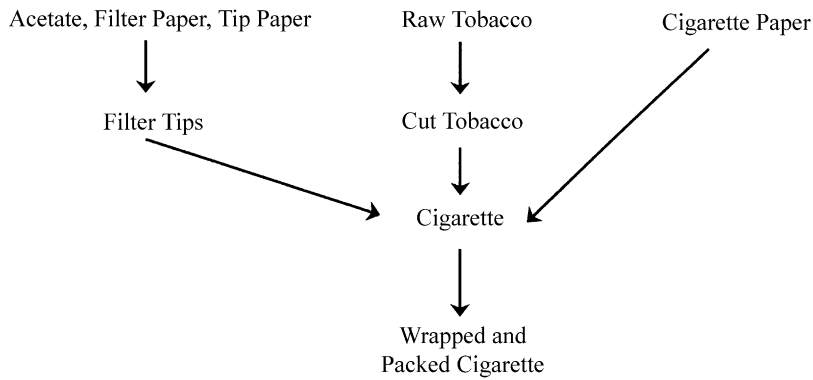 Acetate, Filter Paper, Tip Paper
Raw Tobacco
Cigarette Paper
Filter Tips
Cut Tobacco
Cigarette
Wrapped and
Packed Cigarette